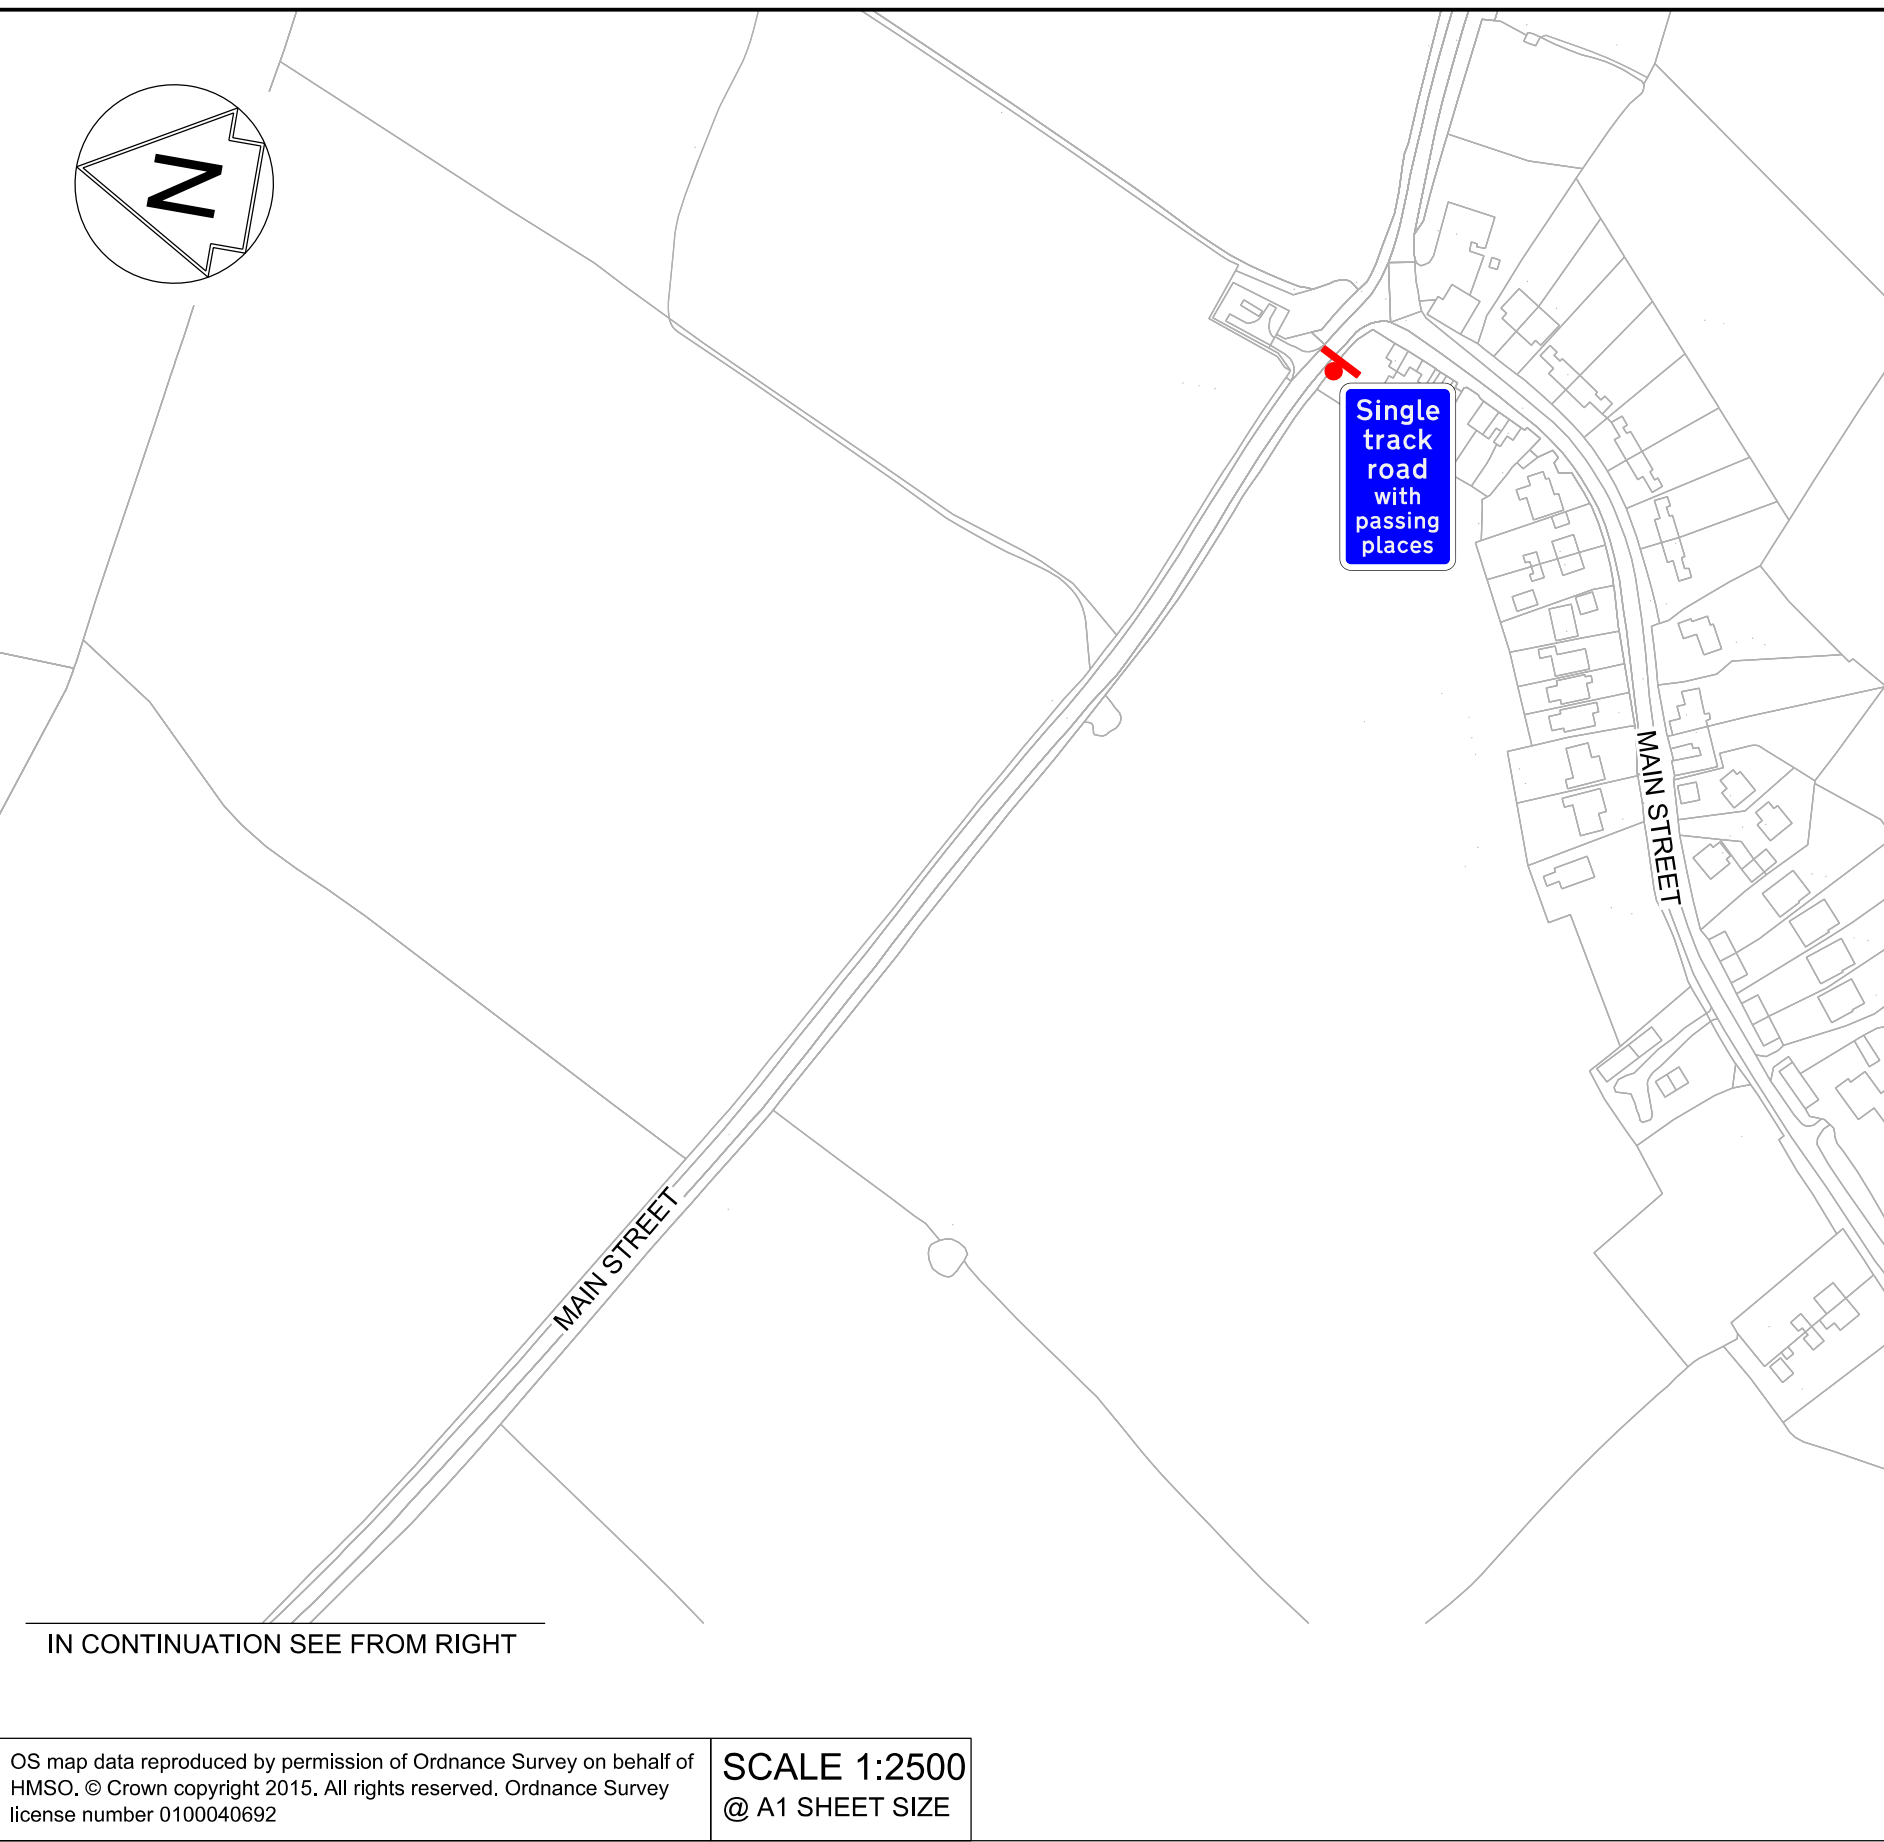 N
Single
track
road
with
passing
places
MAIN STREET
MAIN STREET
IN CONTINUATION SEE FROM RIGHT
OS map data reproduced by permission of Ordnance Survey on behalf of
HMSO. © Crown copyright 2015. All rights reserved. Ordnance Survey
license number 0100040692
SCALE 1:2500
@ A1 SHEET SIZE